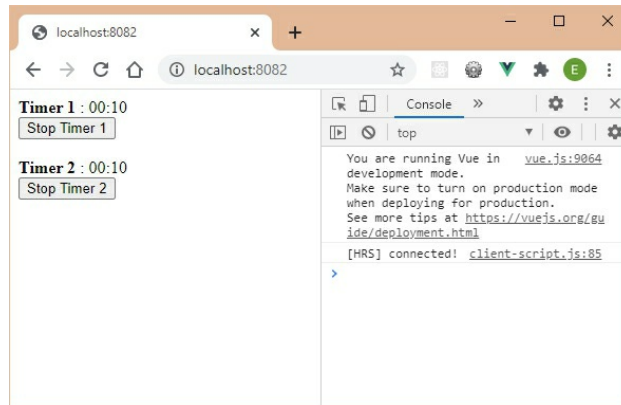 localhost:8082
localhost:8082
E
Timer 1 : 00:10
Stop Timer 1
Timer 2 : 00:10
Stop Timer 2
Console
top
You are running Vue in vue.js:9064
development mode.
Make sure to turn on production mode
when deploying for production.
See more tips at https://vuejs.org/gu
ide/deployment.html
[HRS] connected! client-script.js:85